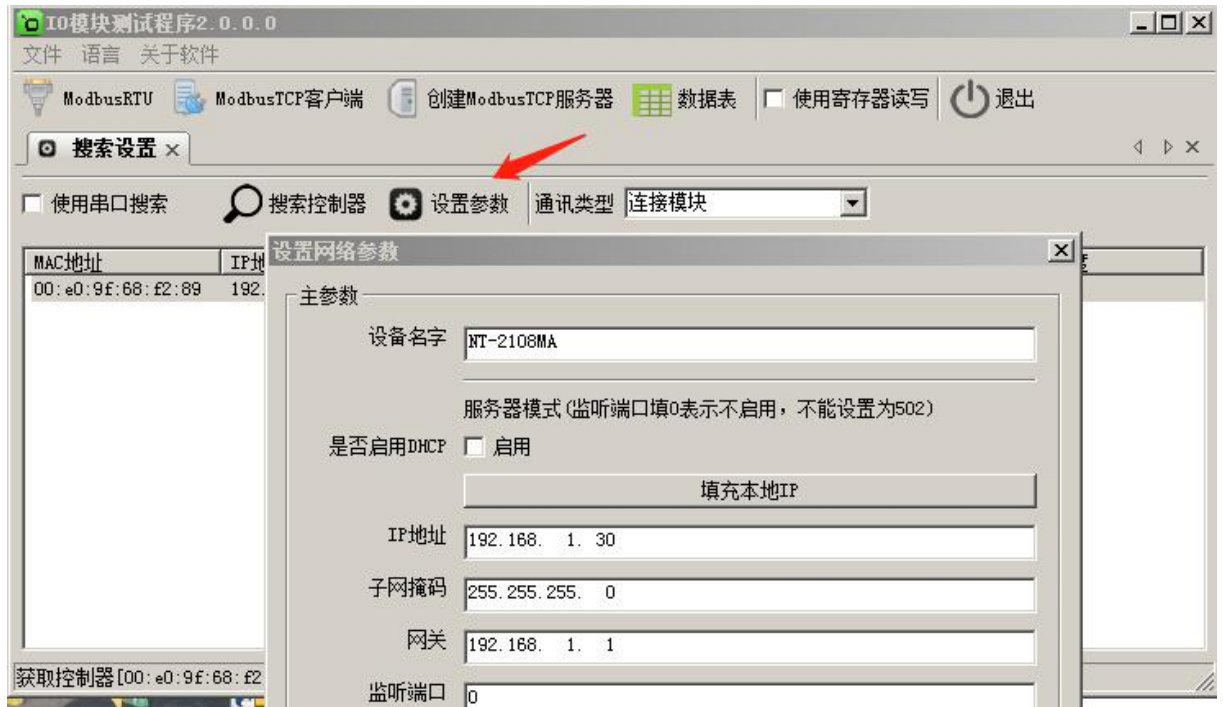 IO模块测试程序2.0.0.0
文件 语言 关于软件
ModbusRTU ModbusTCP客户端 创建ModbusTCP服务器 数据表 使用寄存器读写 退出
搜索设置
使用串口搜索 搜索控制器 设置参数 通讯类型 连接模块
MAC地址 IP地
00:e0:9f:68:f2:89 192.
设置网络参数
主参数
设备名字 NT-2108MA
服务器模式(监听端口填0表示不启用，不能设置为502)
是否启用DHCP 启用
填充本地IP
IP地址 192.168. 1. 30
子网掩码 255.255.255. 0
网关 192.168. 1. 1
监听端口 0
获取控制器[00:e0:9f:68:f2